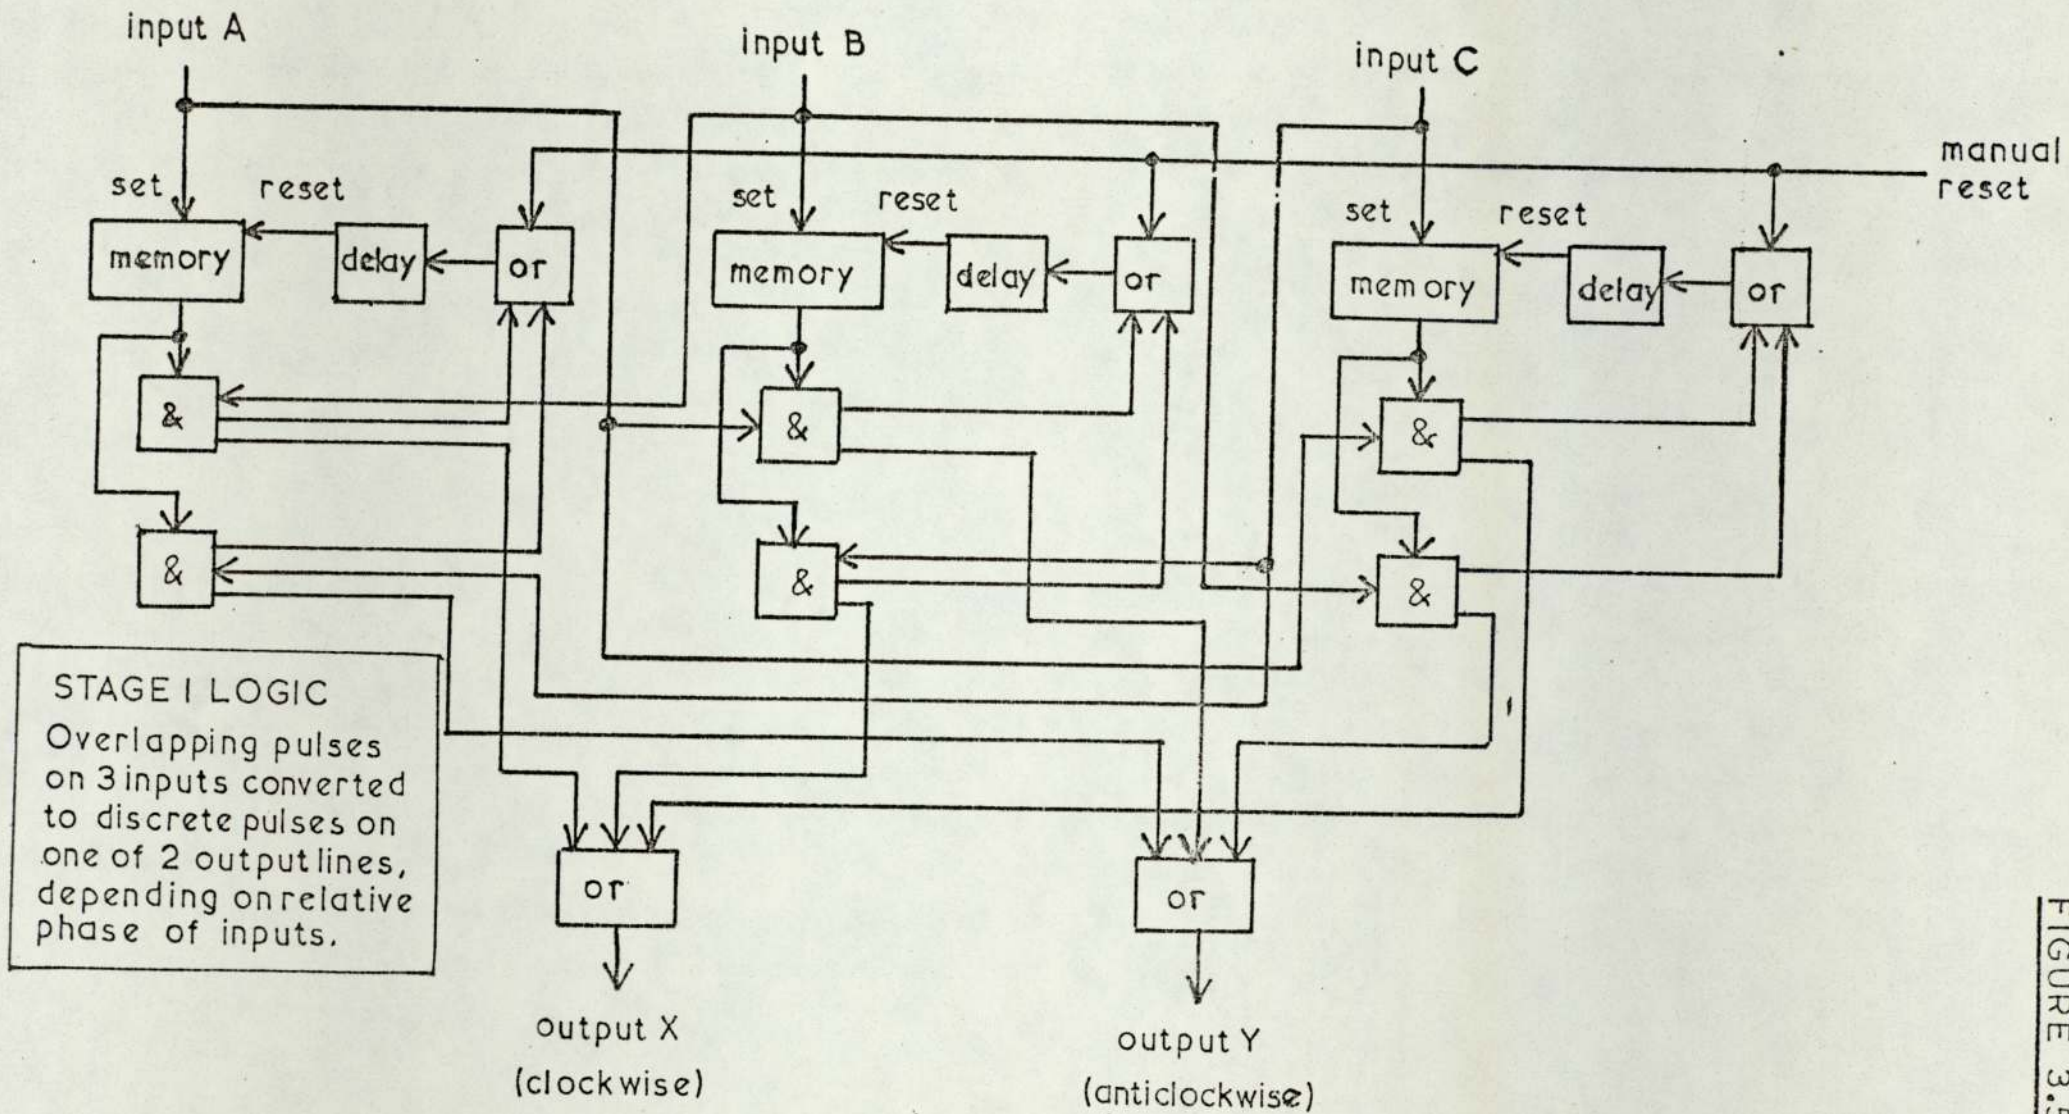 input A
input B
input C
manual
reset
set
reset
set
reset
set
reset
memory
delay
or
memory
delay
or
memory
delay
or
&
&
&
&
&
&
STAGE I LOGIC
Overlapping pulses
on 3 inputs converted
to discrete pulses on
one of 2 output lines,
depending on relative
phase of inputs.
or
or
output X
(clockwise)
output Y
(anticlockwise)